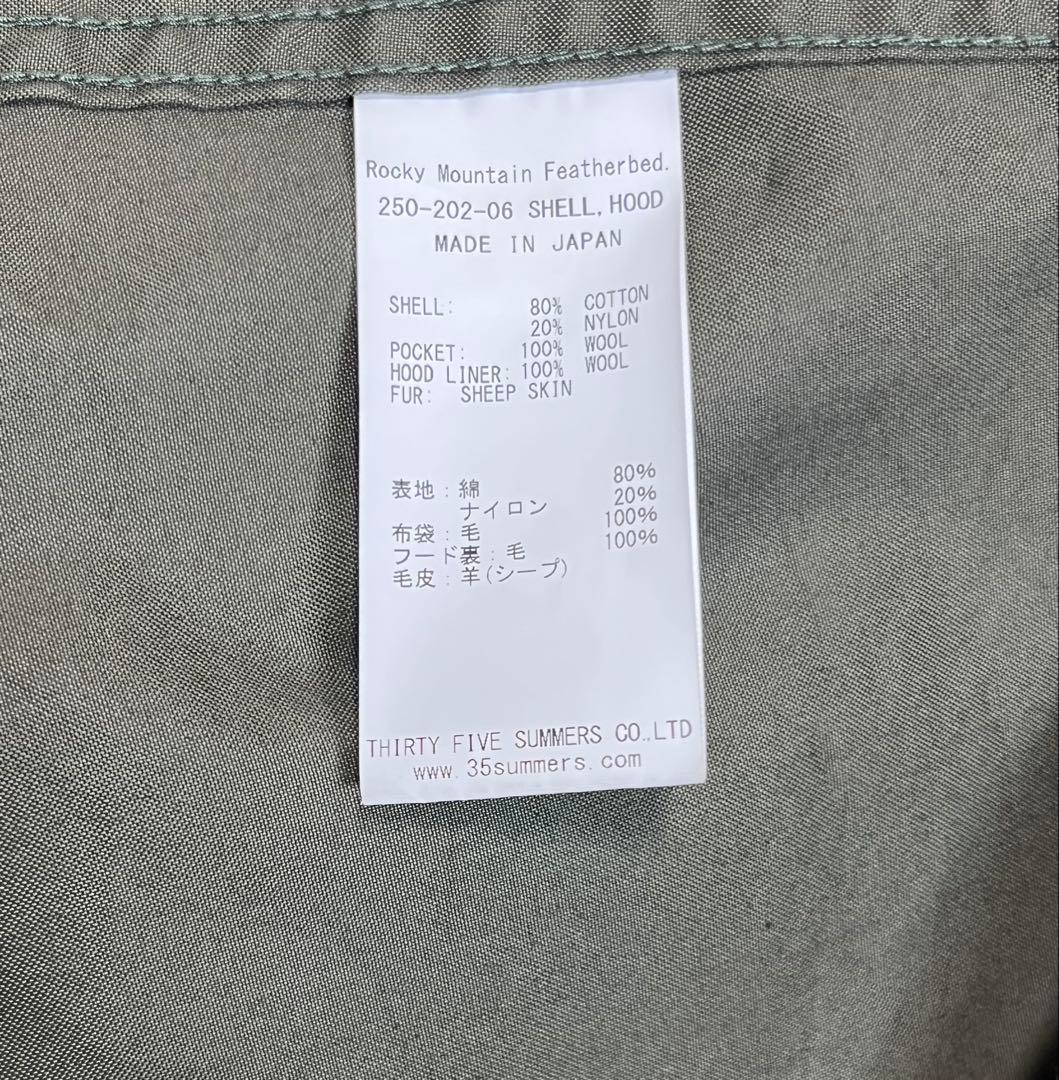 Rocky Mountain Featherbed.
250-202-06 SHELL, HOOD
MADE IN JAPAN
SHELL: 80% COTTON
20% NYLON
POCKET: 100% WOOL
HOOD LINER: 100% WOOL
FUR: SHEEP SKIN
表地:綿 80%
ナイロン 20%
布袋:毛 100%
フード裏:毛 100%
毛皮:羊(シープ)
THIRTY FIVE SUMMERS CO.,LTD
www.35summers.com